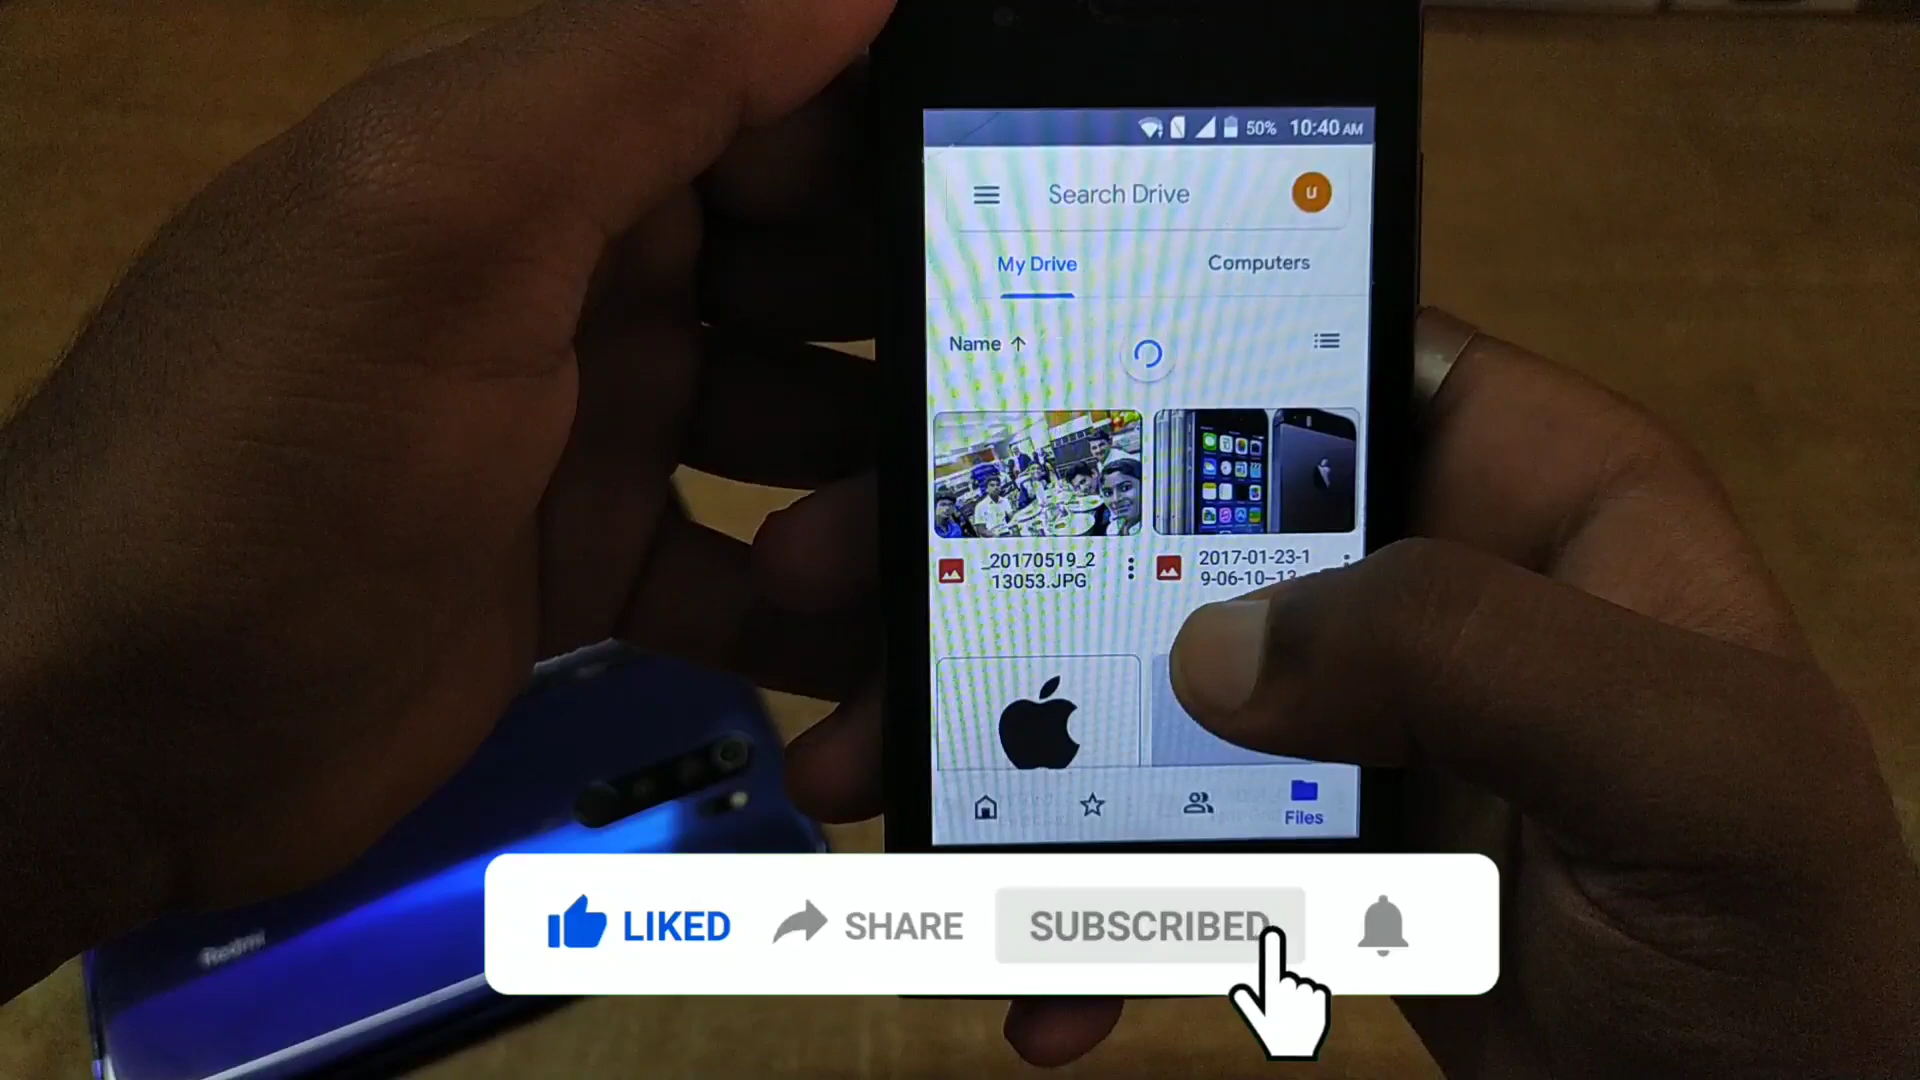 50% 10:40 AM
Search Drive
U
My Drive
Computers
Name
_20170519_2
13053.JPG
2017-01-23-1
9-06-10-
Files
Redmi
LIKED
SHARE
SUBSCRIBED